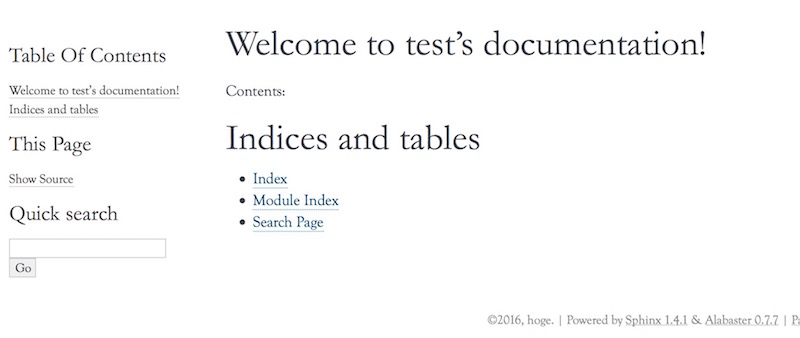 Table Of Contents
Welcome to test's documentation!
Indices and tables
This Page
Show Source
Quick search
Go
Welcome to test's documentation!
Contents:
Indices and tables
Index
Module Index
Search Page
©2016, hoge. | Powered by Sphinx 1.4.1 & Alabaster 0.7.7 |